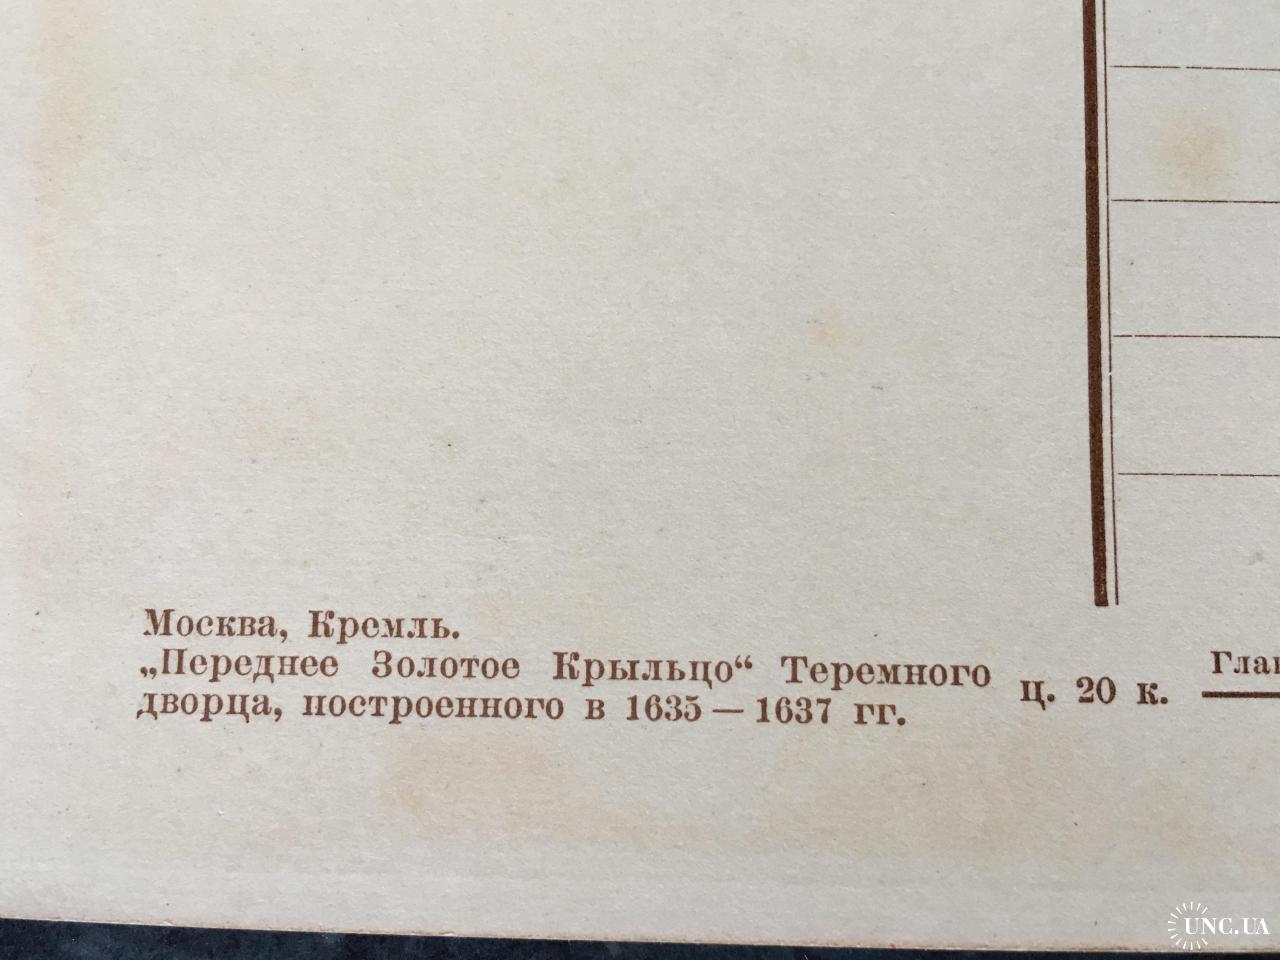 Москва, Кремль.
„Переднее Золотое Крыльцо“ Теремного
дворца, построенного в 1635 — 1637 гг.
ц. 20 к.
UNC.UA